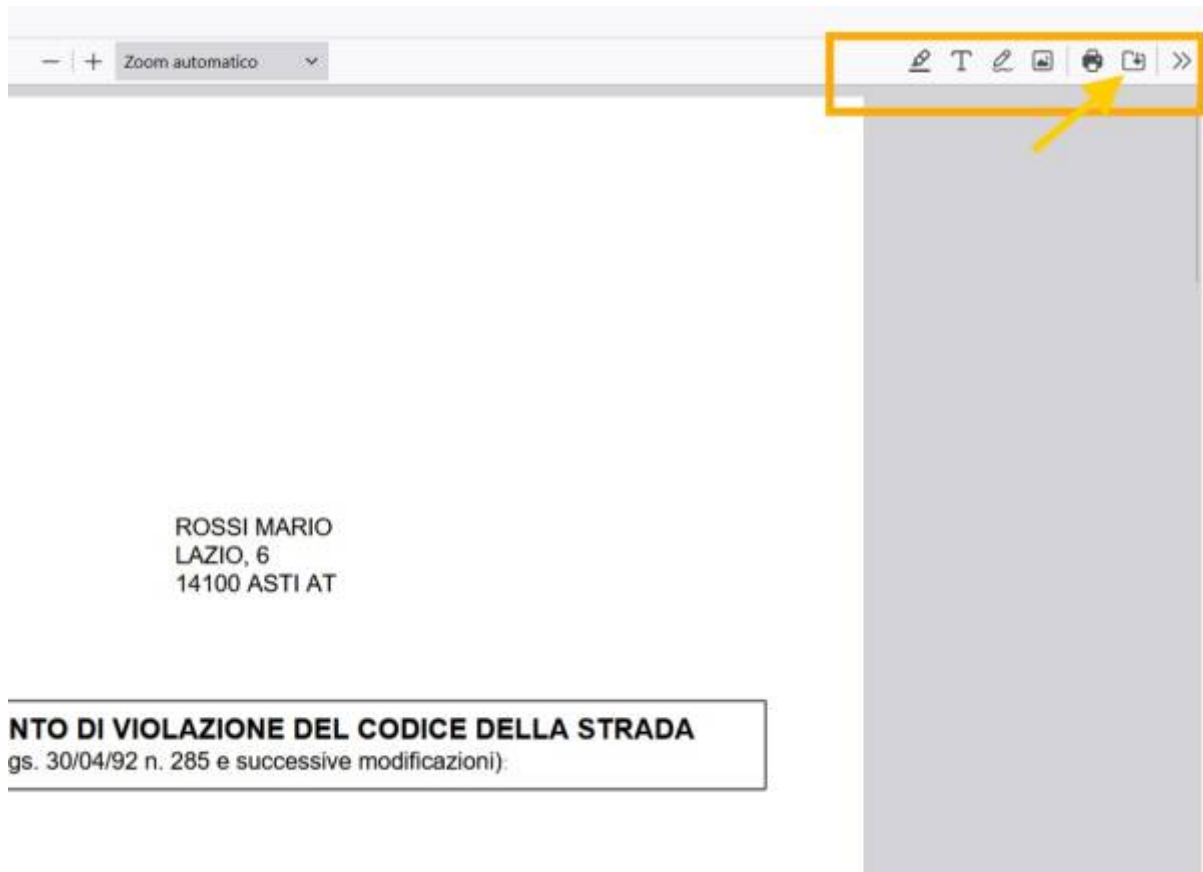 Zoom automatico
ROSSI MARIO
LAZIO, 6
14100 ASTI AT
NTO DI VIOLAZIONE DEL CODICE DELLA STRADA
gs. 30/04/92 n. 285 e successive modificazioni):